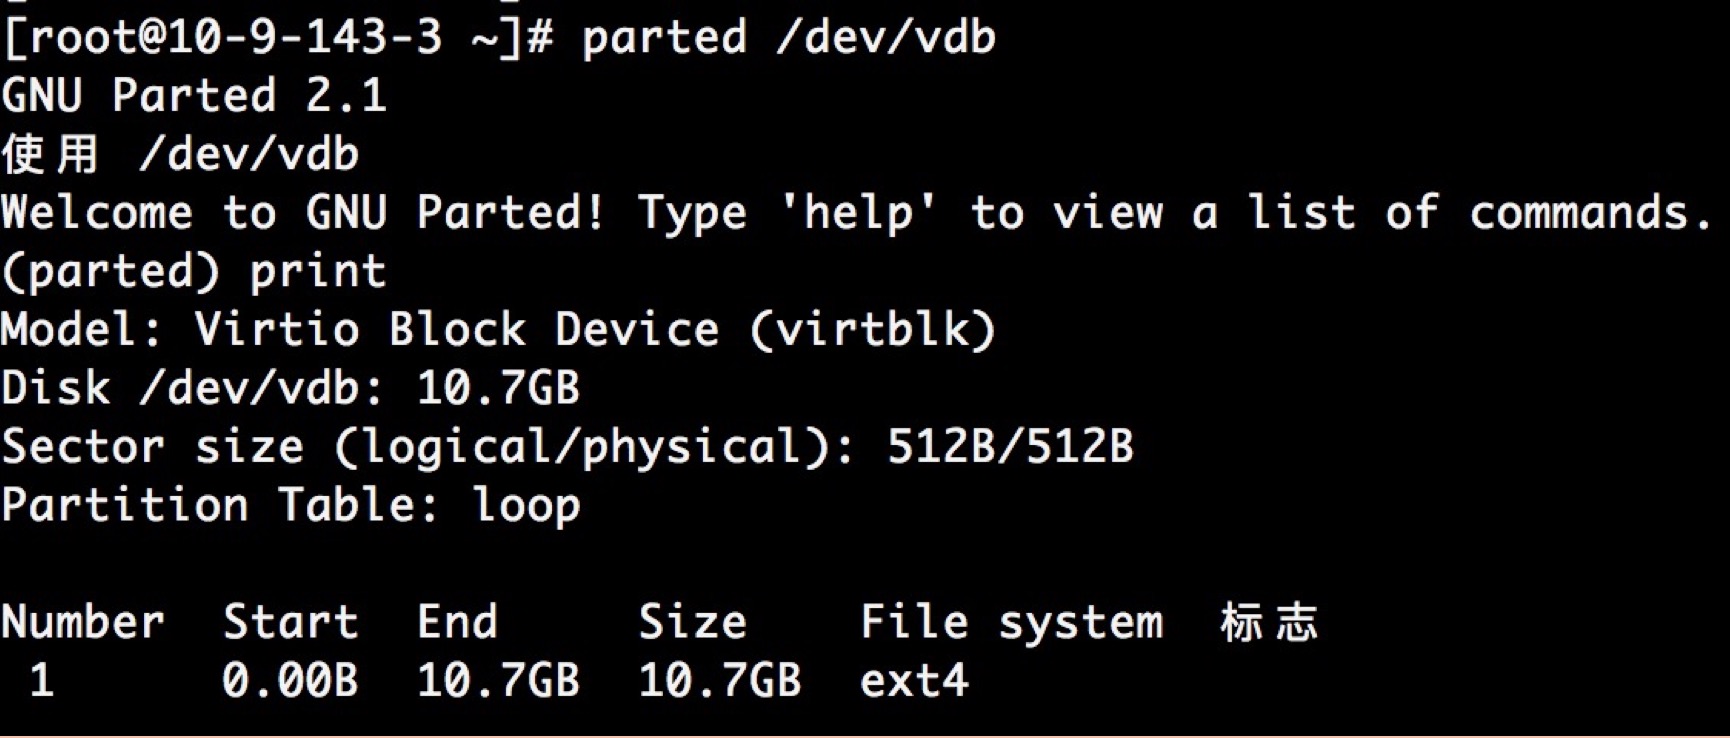 [root@10-9-143-3 ~]# parted /dev/vdb
GNU Parted 2.1
使用 /dev/vdb
Welcome to GNU Parted! Type 'help' to view a list of commands.
(parted) print
Model: Virtio Block Device (virtblk)
Disk /dev/vdb: 10.7GB
Sector size (logical/physical): 512B/512B
Partition Table: loop
Number  Start  End  Size  File system  标志
1  0.00B  10.7GB  10.7GB  ext4